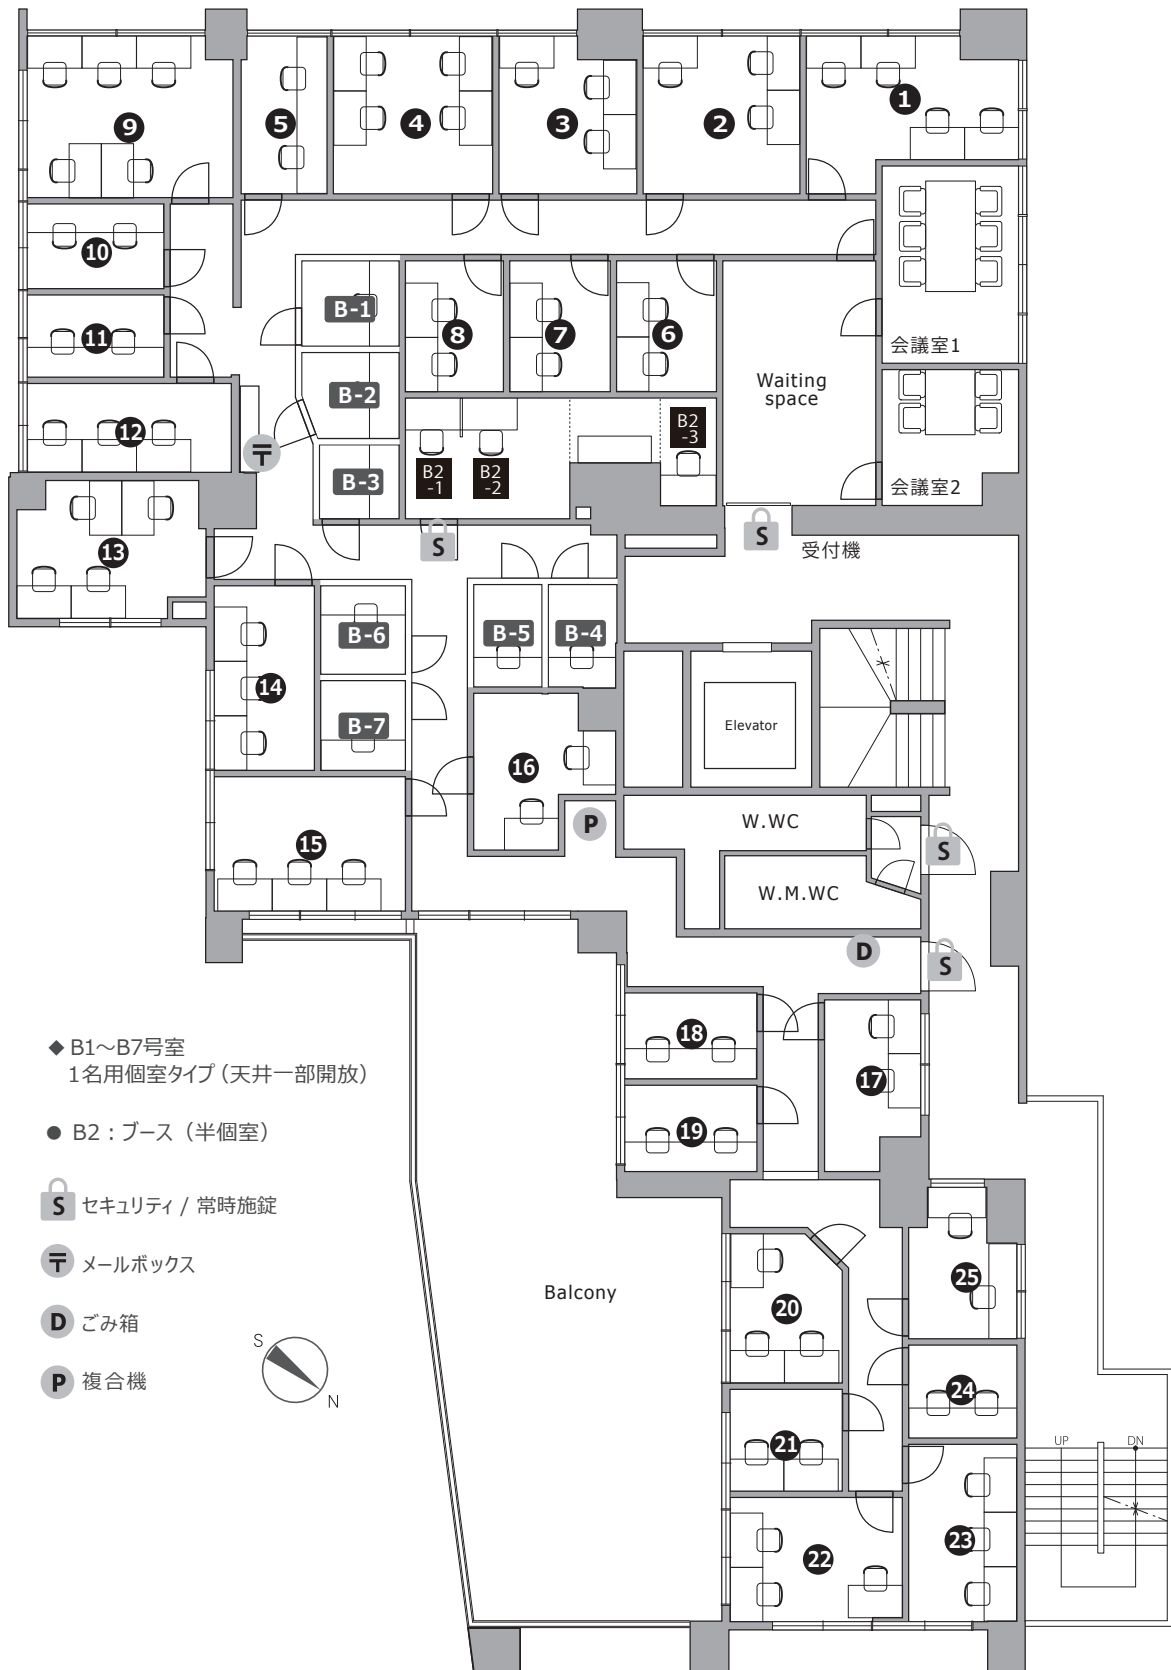 9
5
4
3
2
1
10
11
12
B-1
B-2
B-3
〒
8
7
6
Waiting
space
会議室1
会議室2
B2
-1
B2
-2
B2
-3
S
S
受付機
13
14
B-6
B-7
B-5
B-4
16
Elevator
15
P
W.WC
W.M.WC
S
D
S
18
17
19
◆ B1～B7号室
1名用個室タイプ (天井一部開放)
● B2：ブース（半個室）
S セキュリティ / 常時施錠
〒 メールボックス
D ごみ箱
P 複合機
S
N
Balcony
20
25
24
21
22
23
UP
DN